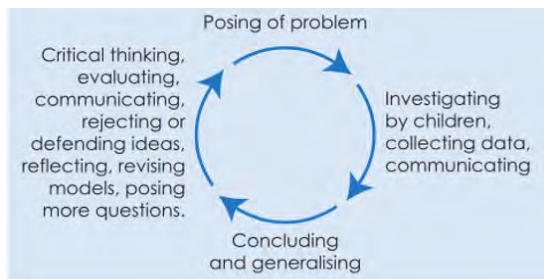 Posing of problem
Investigating
by children,
collecting data,
communicating
Concluding
and generalising
Critical thinking,
evaluating,
communicating,
rejecting or
defending ideas,
reflecting, revising
models, posing
more questions.